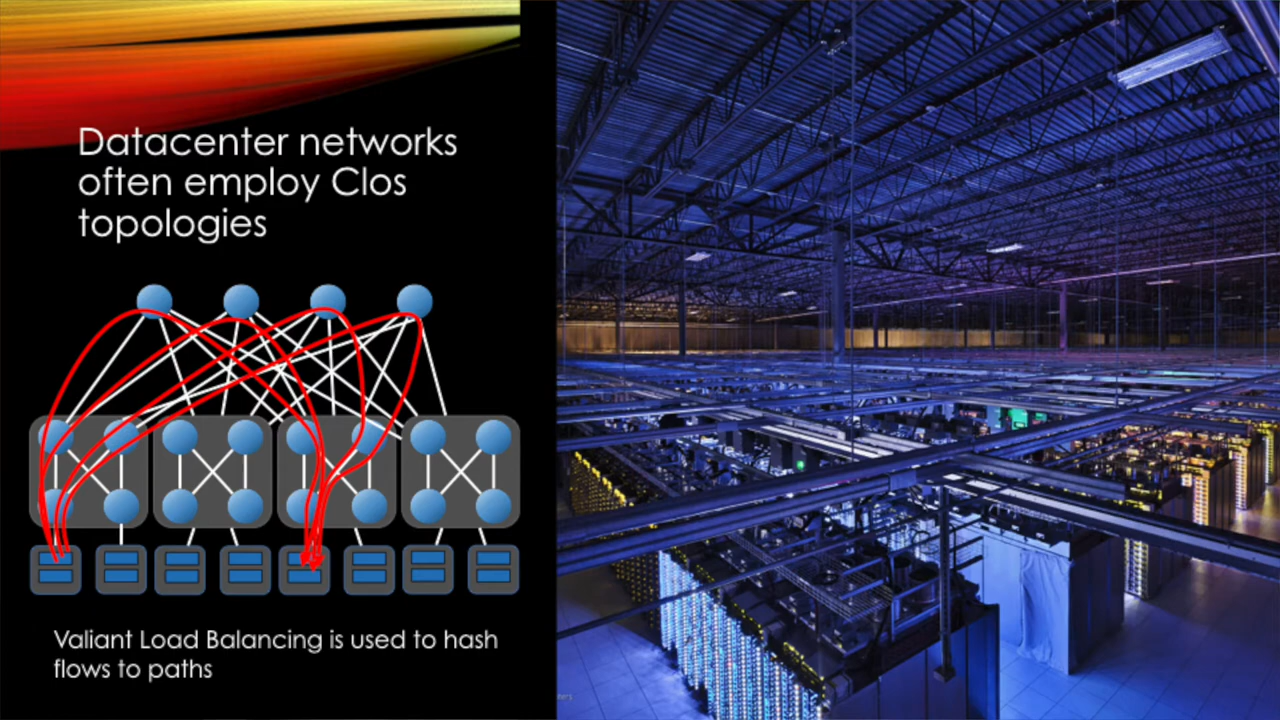 Datacenter networks
often employ Clos
topologies
Valiant Load Balancing is used to hash
flows to paths